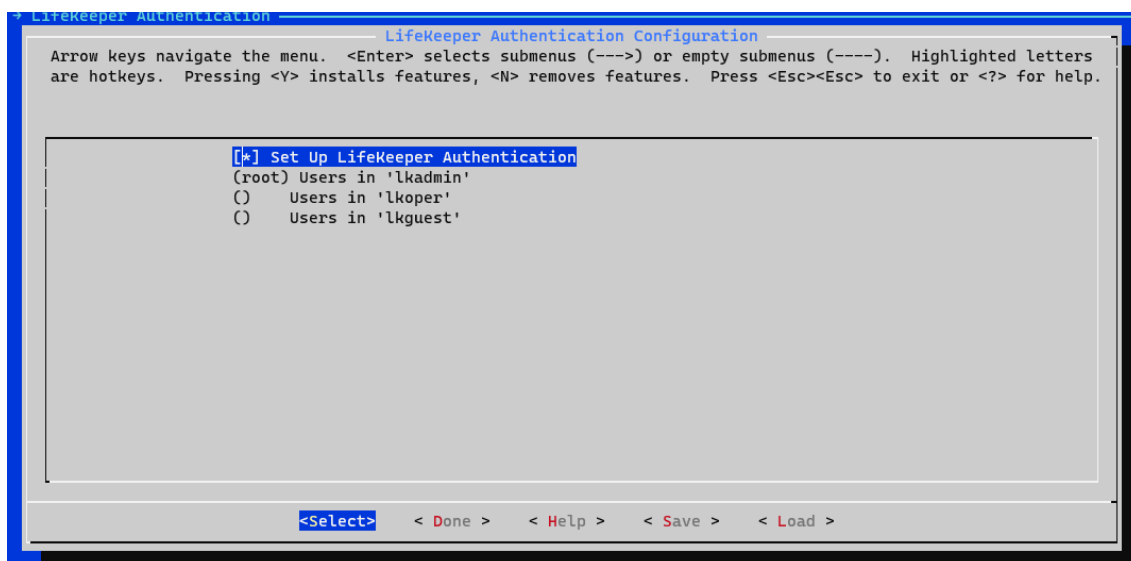 → LifeKeeper Authentication
LifeKeeper Authentication Configuration
Arrow keys navigate the menu.  <Enter> selects submenus (--->) or empty submenus (----).  Highlighted letters
are hotkeys.  Pressing <Y> installs features, <N> removes features.  Press <Esc><Esc> to exit or <?> for help.
[*] Set Up LifeKeeper Authentication
(root) Users in 'lkadmin'
()    Users in 'lkoper'
()    Users in 'lkguest'
<Select>    < Done >    < Help >    < Save >    < Load >